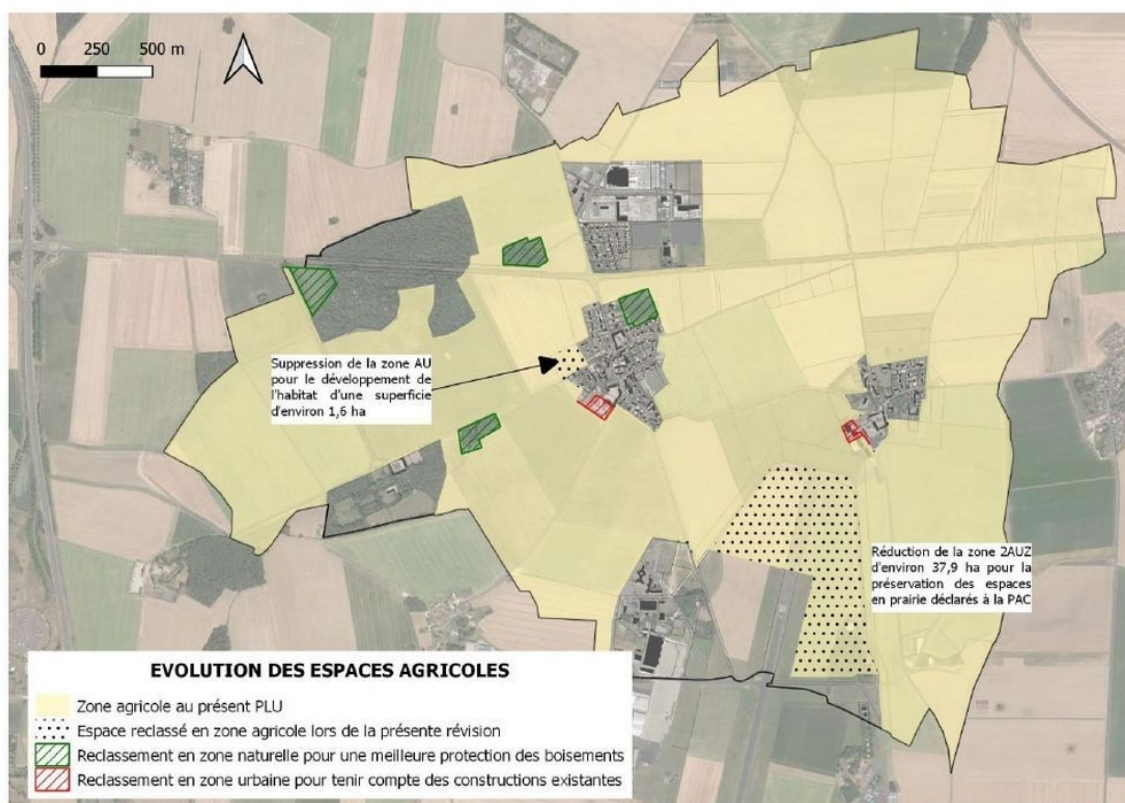 0 250 500 m
Suppression de la zone AU
pour le développement de
l'habitat d'une superficie
d'environ 1,6 ha
Réduction de la zone 2AUZ
d'environ 37,9 ha pour la
préservation des espaces
en prairie déclarés à la PAC
EVOLUTION DES ESPACES AGRICOLES
Zone agricole au présent PLU
Espace reclassé en zone agricole lors de la présente révision
Reclassement en zone naturelle pour une meilleure protection des boisements
Reclassement en zone urbaine pour tenir compte des constructions existantes